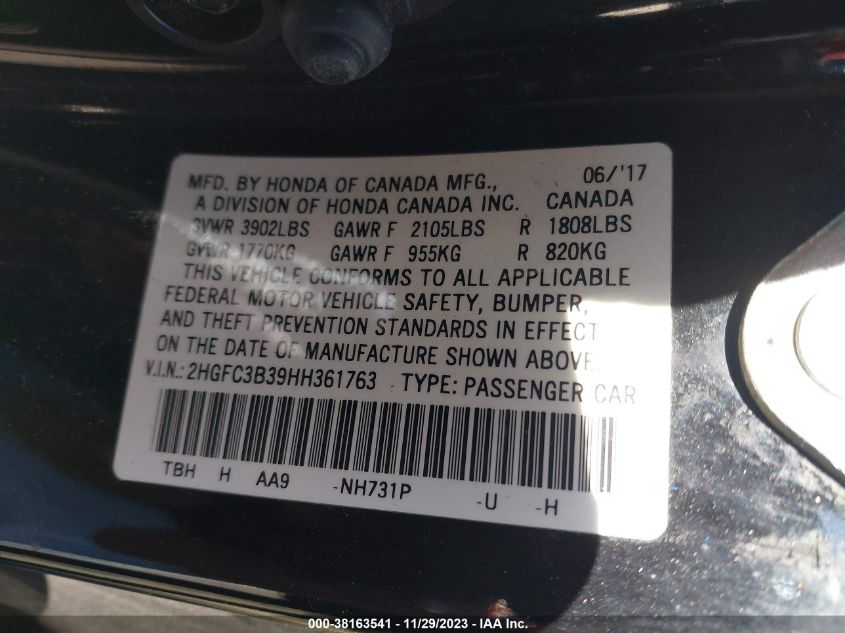 MFD. BY HONDA OF CANADA MFG., 06/'17
A DIVISION OF HONDA CANADA INC. CANADA
GVWR 3902LBS GAWR F 2105LBS R 1808LBS
GVWR 1770KG GAWR F 955KG R 820KG
THIS VEHICLE CONFORMS TO ALL APPLICABLE
FEDERAL MOTOR VEHICLE SAFETY, BUMPER,
AND THEFT PREVENTION STANDARDS IN EFFECT
ON THE DATE OF MANUFACTURE SHOWN ABOVE.
V.I.N.:2HGFC3B39HH361763 TYPE:PASSENGER CAR
TBH H AA9 -NH731P -U -H
000-38163541 - 11/29/2023 - IAA Inc.